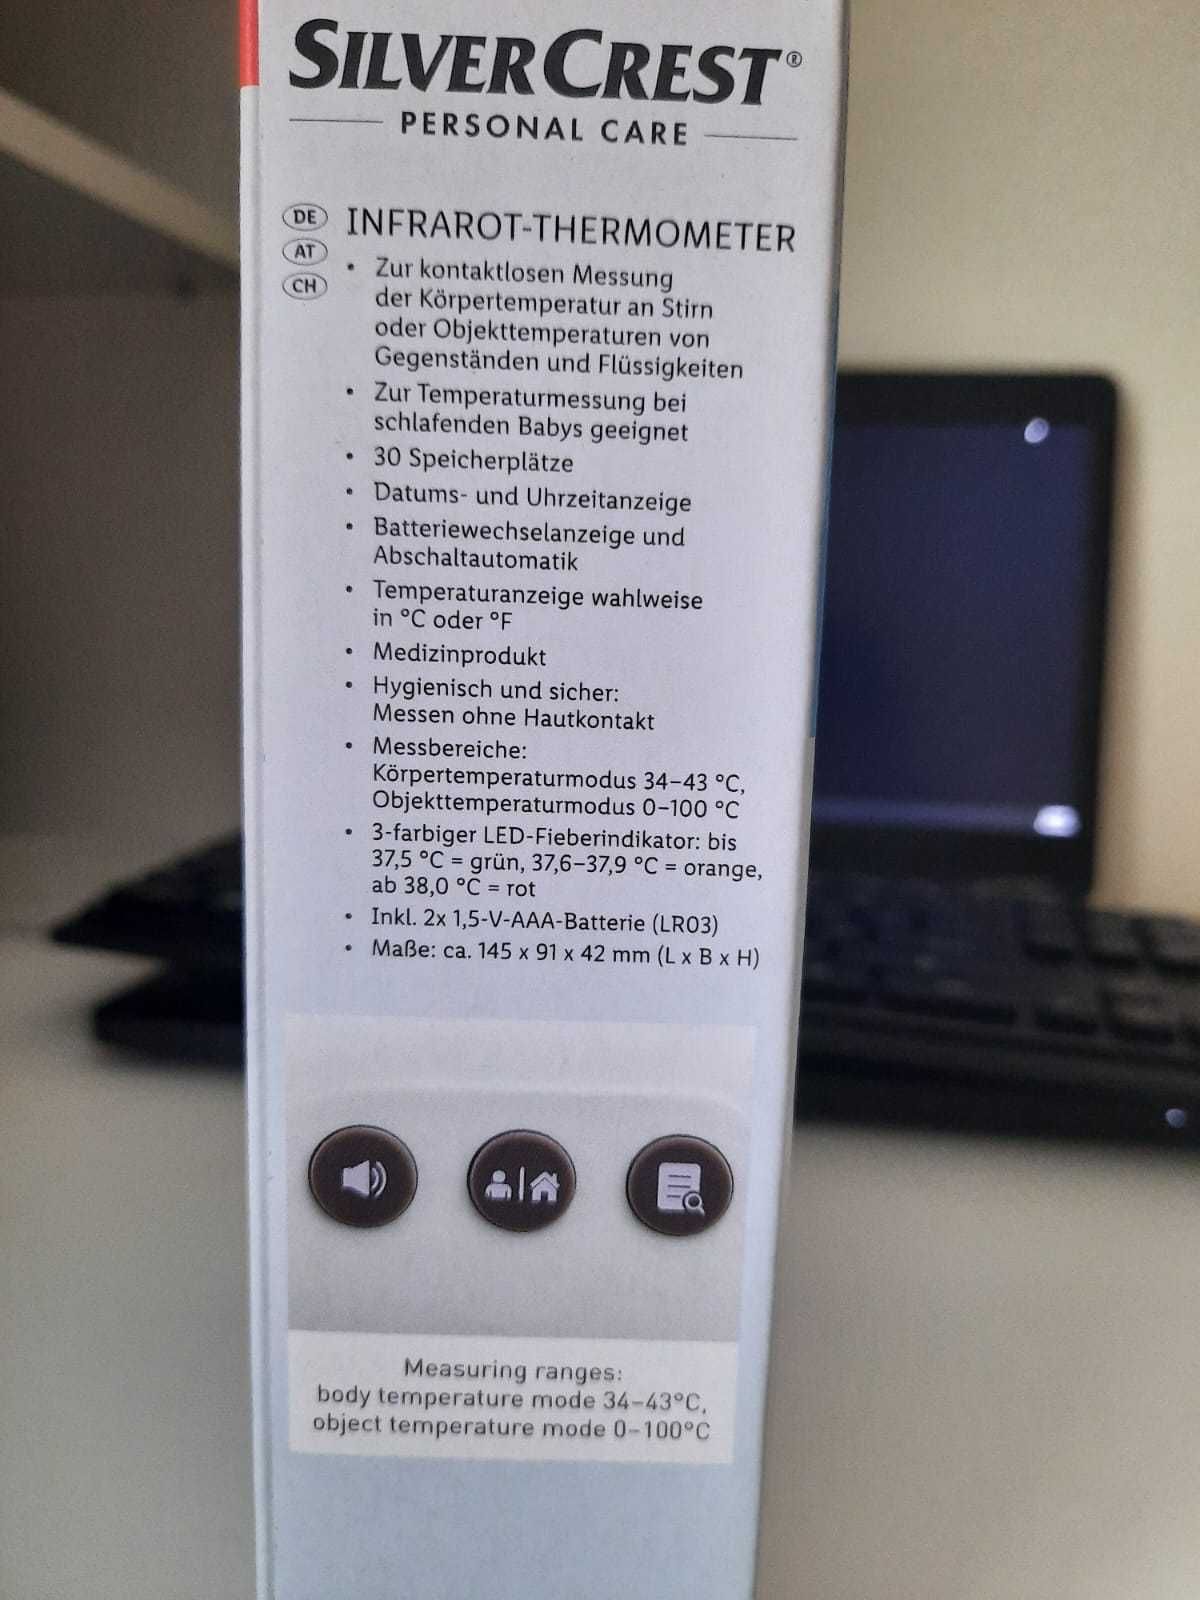 SILVERCREST®
PERSONAL CARE
DE
AT
CH
INFRAROT-THERMOMETER
• Zur kontaktlosen Messung
der Körpertemperatur an Stirn
oder Objekttemperaturen von
Gegenständen und Flüssigkeiten
• Zur Temperaturmessung bei
schlafenden Babys geeignet
• 30 Speicherplätze
• Datums- und Uhrzeitanzeige
• Batteriewechselanzeige und
Abschaltautomatik
• Temperaturanzeige wahlweise
in °C oder °F
• Medizinprodukt
• Hygienisch und sicher:
Messen ohne Hautkontakt
• Messbereiche:
Körpertemperaturmodus 34–43 °C,
Objekttemperaturmodus 0–100 °C
• 3-farbiger LED-Fieberindikator: bis
37,5 °C = grün, 37,6–37,9 °C = orange,
ab 38,0 °C = rot
• Inkl. 2x 1,5-V-AAA-Batterie (LR03)
• Maße: ca. 145 x 91 x 42 mm (L x B x H)
Measuring ranges:
body temperature mode 34–43°C,
object temperature mode 0–100°C